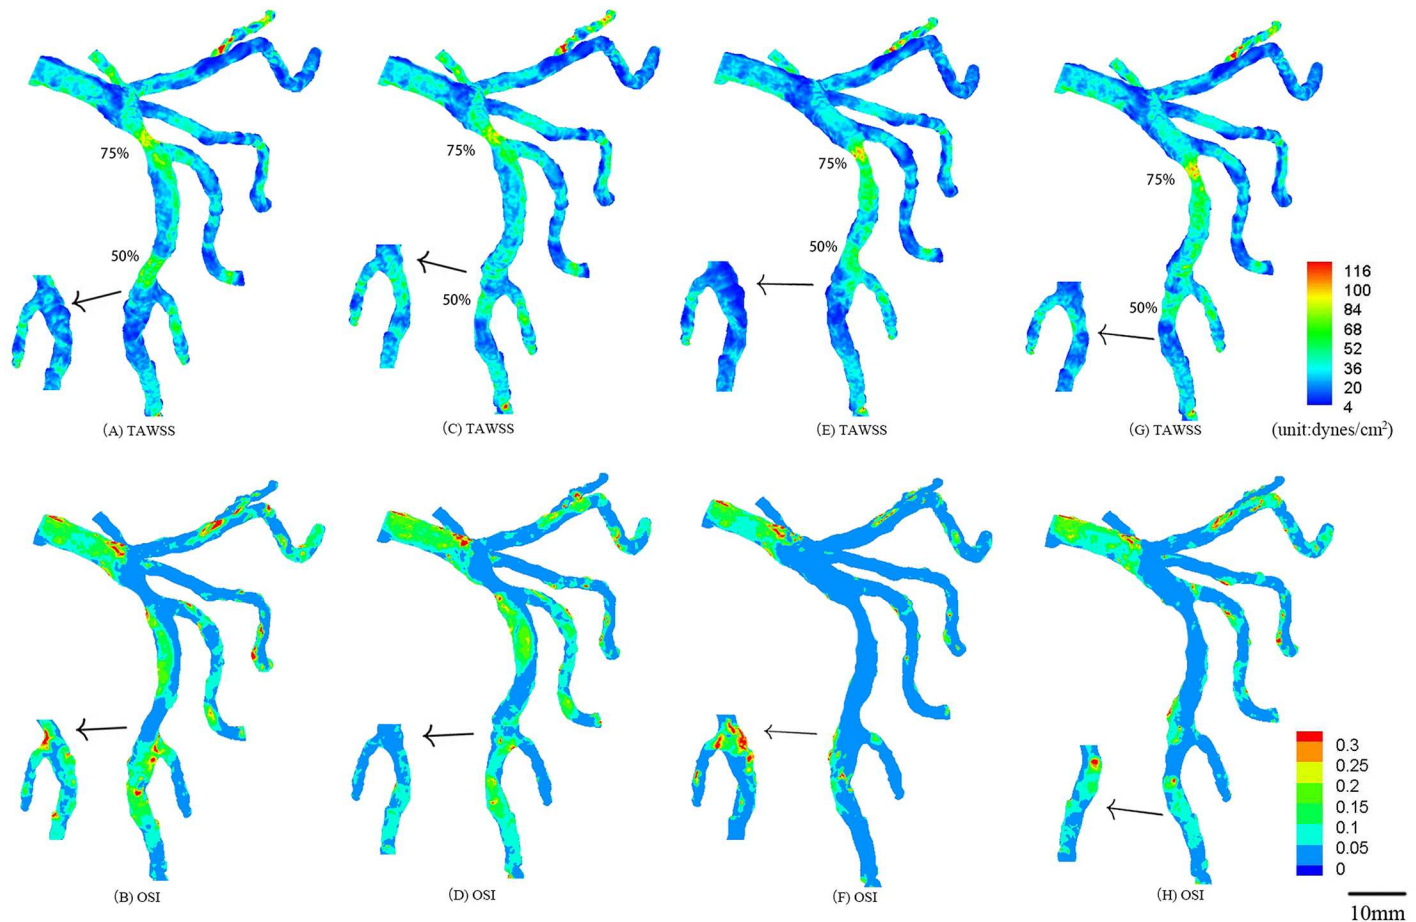 75%
75%
75%
75%
50%
50%
50%
50%
116
100
84
68
52
36
20
4
(A) TAWSS
(C) TAWSS
(E) TAWSS
(G) TAWSS
(unit:dynes/cm²)
0.3
0.25
0.2
0.15
0.1
0.05
0
(B) OSI
(D) OSI
(F) OSI
(H) OSI
10mm